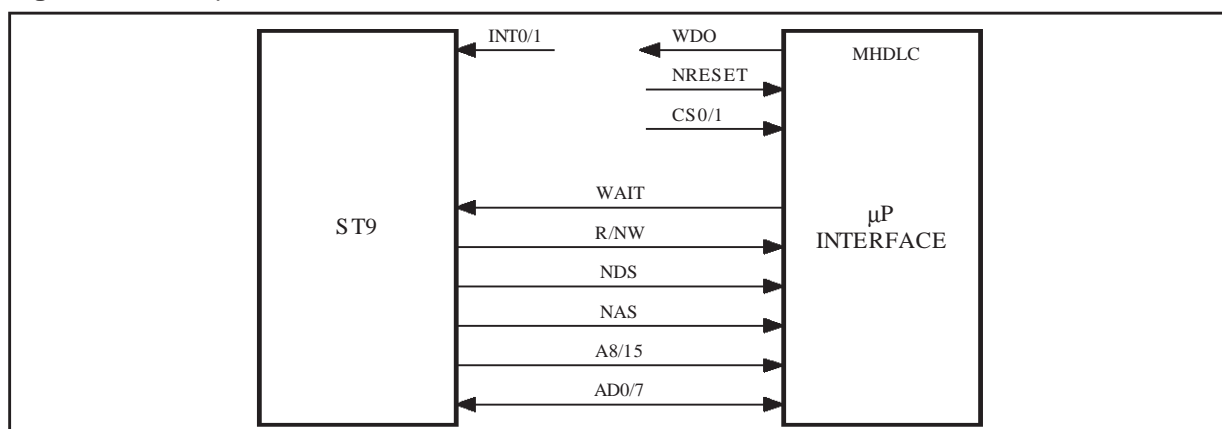 INT0/1
WDO
MHDLC
NRESET
CS0/1
WAIT
ST9
R/NW
µP
INTERFACE
NDS
NAS
A8/15
AD0/7